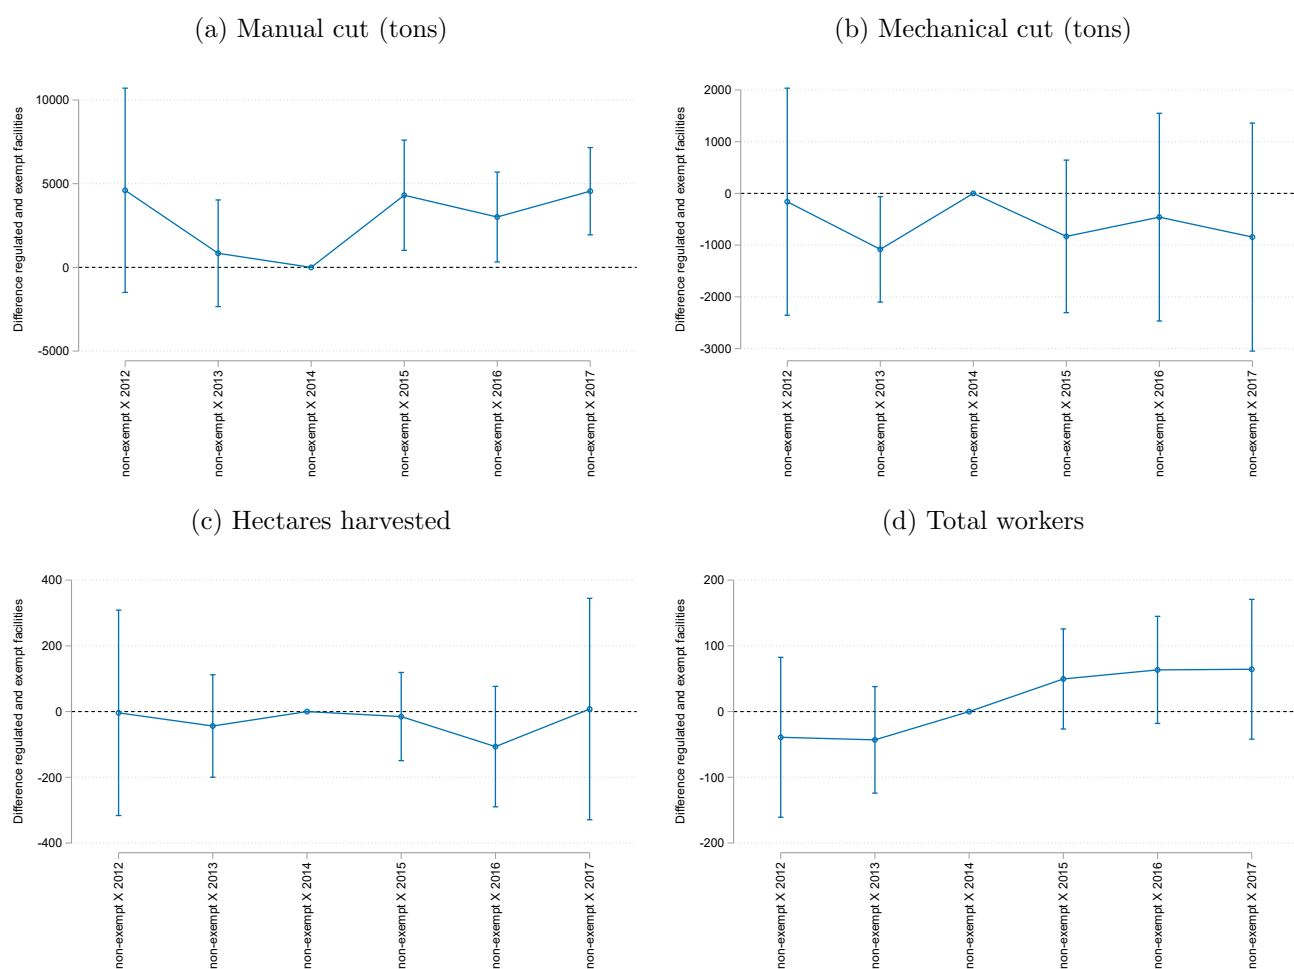 (a) Manual cut (tons)
Difference regulated and exempt facilities
10000
5000
0
-5000
non-exempt X 2012
non-exempt X 2013
non-exempt X 2014
non-exempt X 2015
non-exempt X 2016
non-exempt X 2017
(b) Mechanical cut (tons)
Difference regulated and exempt facilities
2000
1000
0
-1000
-2000
-3000
non-exempt X 2012
non-exempt X 2013
non-exempt X 2014
non-exempt X 2015
non-exempt X 2016
non-exempt X 2017
(c) Hectares harvested
Difference regulated and exempt facilities
400
200
0
-200
-400
non-exempt X 2012
non-exempt X 2013
non-exempt X 2014
non-exempt X 2015
non-exempt X 2016
non-exempt X 2017
(d) Total workers
Difference regulated and exempt facilities
200
100
0
-100
-200
non-exempt X 2012
non-exempt X 2013
non-exempt X 2014
non-exempt X 2015
non-exempt X 2016
non-exempt X 2017